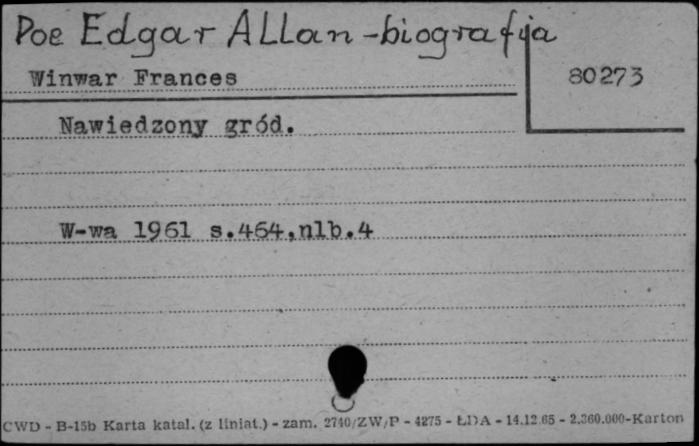 Poe Edgar Allan - biografija
Winwar Frances
80273
Nawiedzony gród.
W-wa 1961 s.464,nlb.4
CWD - B-15b Karta katal. (z liniat.) - zam. 2740/ZW/P - 4275 - ŁDA - 14.12.65 - 2.360.000-Karton